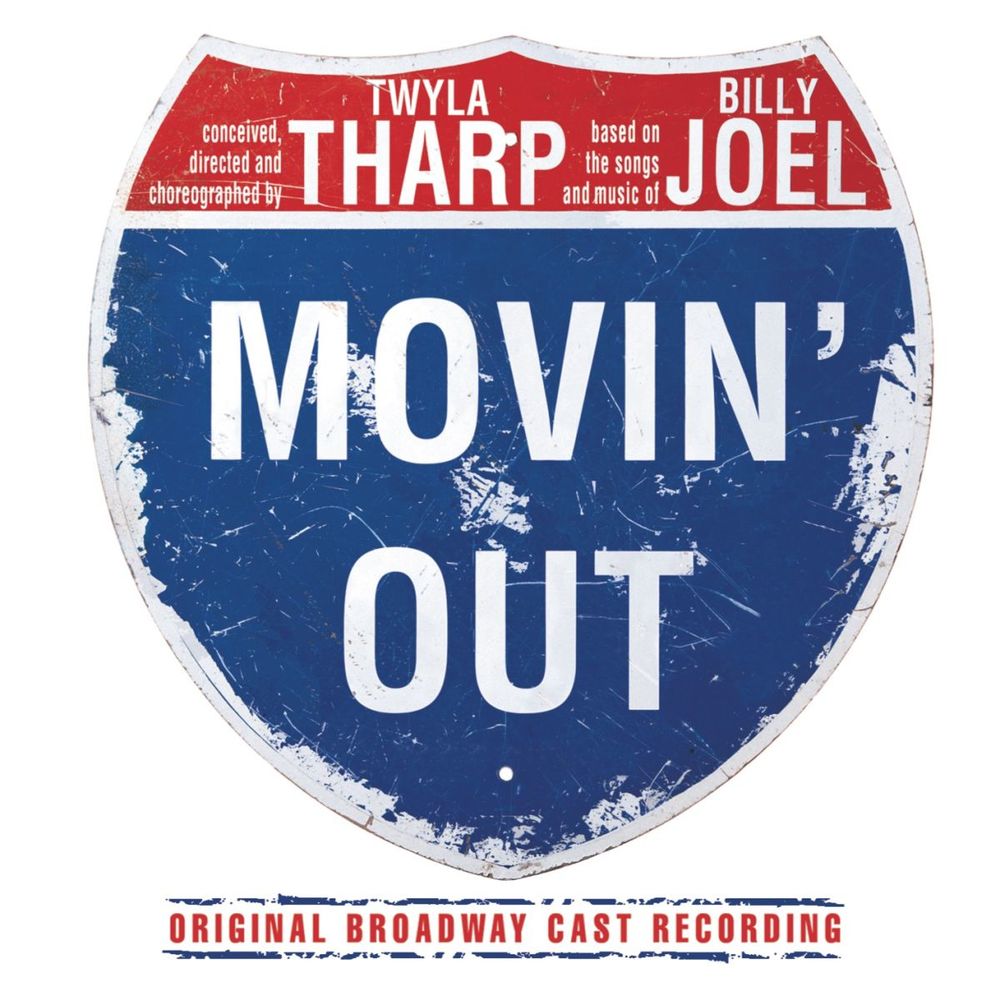 conceived,
directed and
choreographed by
TWYLA
THARP
based on
the songs
and music of
BILLY
JOEL
MOVIN'
OUT
ORIGINAL BROADWAY CAST RECORDING